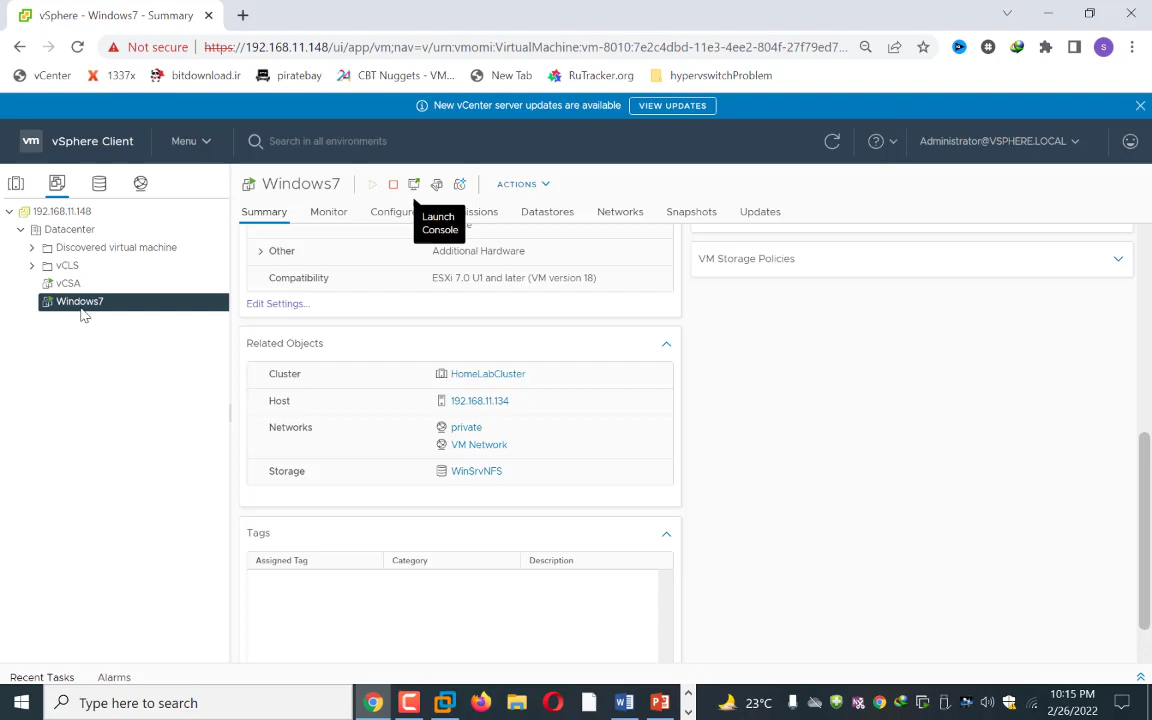 vSphere - Windows7 - Summary
Not secure
https://192.168.11.148/ui/app/vm;nav=v/urn:vmomi:VirtualMachine:vm-8010:7e2c4dbd-11e3-4ee2-804f-27f79ed7...
S
vCenter
1337x
bitdownload.ir
piratebay
CBT Nuggets - VM...
New Tab
RuTracker.org
hypervswitchProblem
New vCenter server updates are available
VIEW UPDATES
vm
vSphere Client
Menu
Search in all environments
Administrator@VSPHERE.LOCAL
Windows7
ACTIONS
Launch
Console
Summary
Monitor
Configure
issions
Datastores
Networks
Snapshots
Updates
192.168.11.148
Datacenter
Discovered virtual machine
vCLS
vCSA
Windows7
Other
Additional Hardware
Compatibility
ESXi 7.0 U1 and later (VM version 18)
Edit Settings...
VM Storage Policies
Related Objects
Cluster
HomeLabCluster
Host
192.168.11.134
Networks
private
VM Network
Storage
WinSrvNFS
Tags
Assigned Tag
Category
Description
Recent Tasks
Alarms
Type here to search
23°C
10:15 PM
2/26/2022